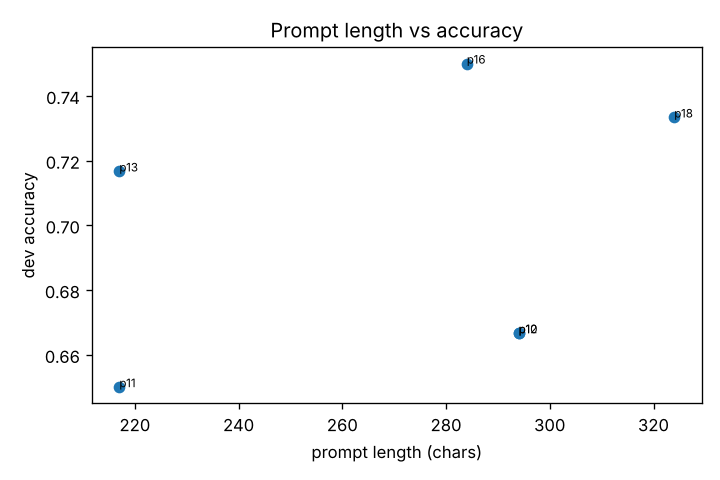 Prompt length vs accuracy
p16
0.74
p18
0.72
p13
dev accuracy
0.70
0.68
0.66
p11
220
240
260
280
300
320
prompt length (chars)